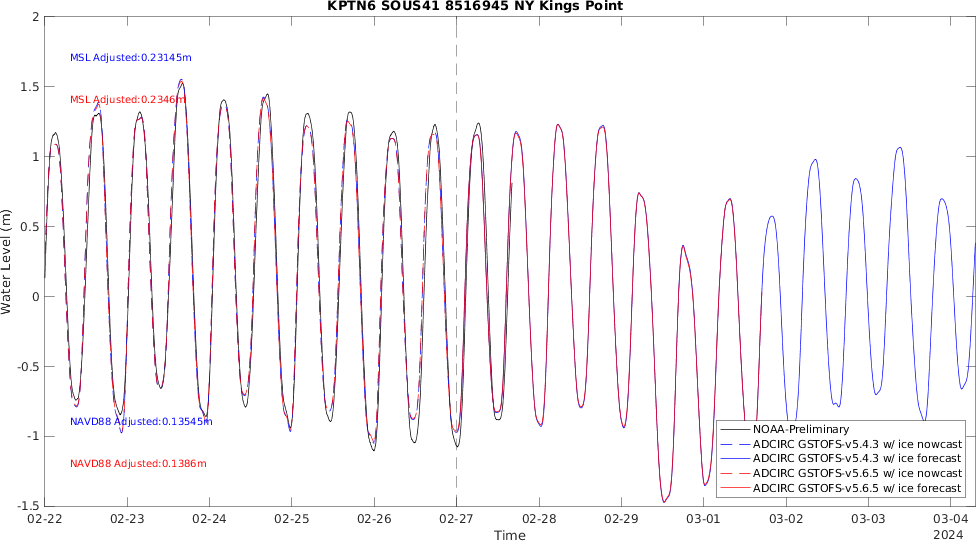 KPTN6 SOUS41 8516945 NY Kings Point
2
1.5
1
0.5
0
-0.5
-1
-1.5
Water Level (m)
MSL Adjusted:0.23145m
MSL Adjusted:0.2346m
NAVD88 Adjusted:0.13545m
NAVD88 Adjusted:0.1386m
NOAA-Preliminary
ADCIRC GSTOFS-v5.4.3 w/ ice nowcast
ADCIRC GSTOFS-v5.4.3 w/ ice forecast
ADCIRC GSTOFS-v5.6.5 w/ ice nowcast
ADCIRC GSTOFS-v5.6.5 w/ ice forecast
02-22 02-23 02-24 02-25 02-26 02-27 02-28 02-29 03-01 03-02 03-03 03-04
Time
2024